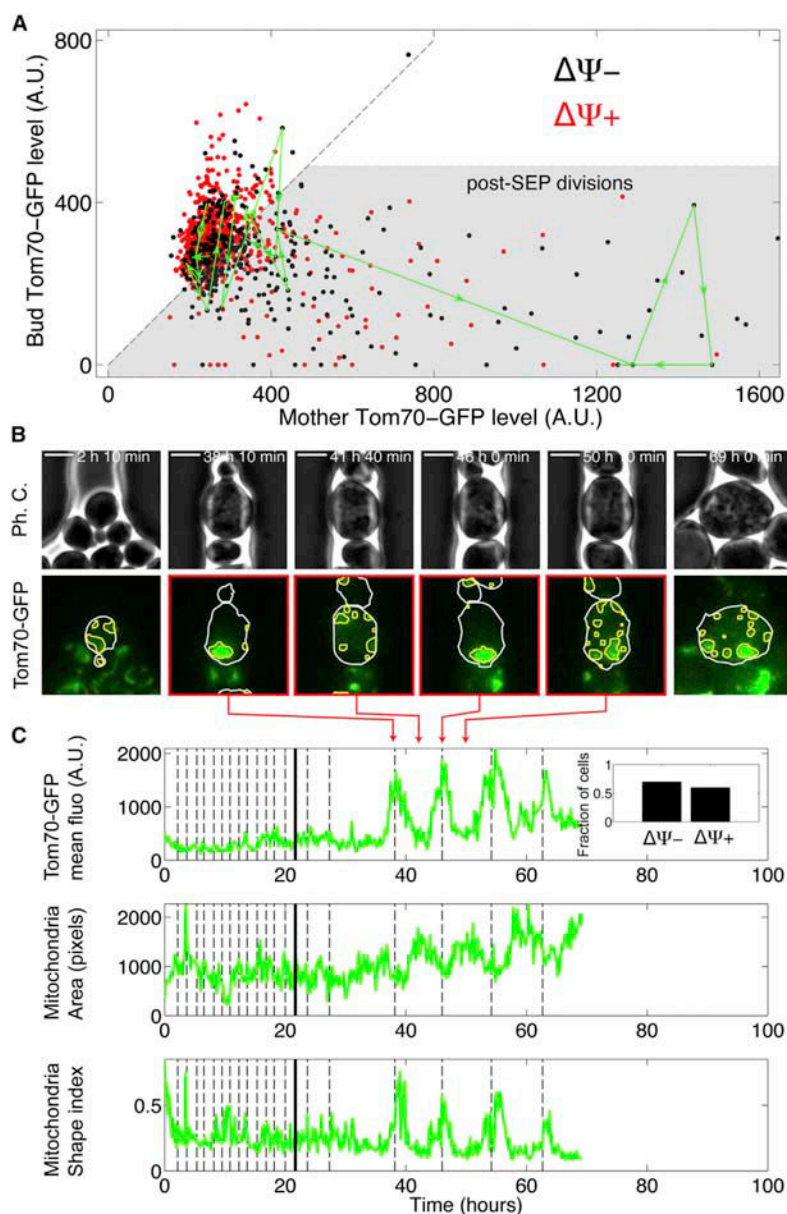 A
800
400
0
Bud Tom70-GFP level (A.U.)
ΔΨ−
ΔΨ+
post-SEP divisions
0 400 800 1200 1600
Mother Tom70-GFP level (A.U.)
B
Ph. C.
2 h 10 min
38 h 10 min
41 h 40 min
46 h 0 min
50 h 0 min
69 h 0 min
Tom70-GFP
C
Tom70-GFP
mean fluo (A.U.)
2000
1000
0
0 20 40 60 80 100
Fraction of cells
1
0.5
0
ΔΨ− ΔΨ+
Mitochondria
Area (pixels)
2000
1000
0
0 20 40 60 80 100
Mitochondria
Shape index
0.5
0
0 20 40 60 80 100
Time (hours)